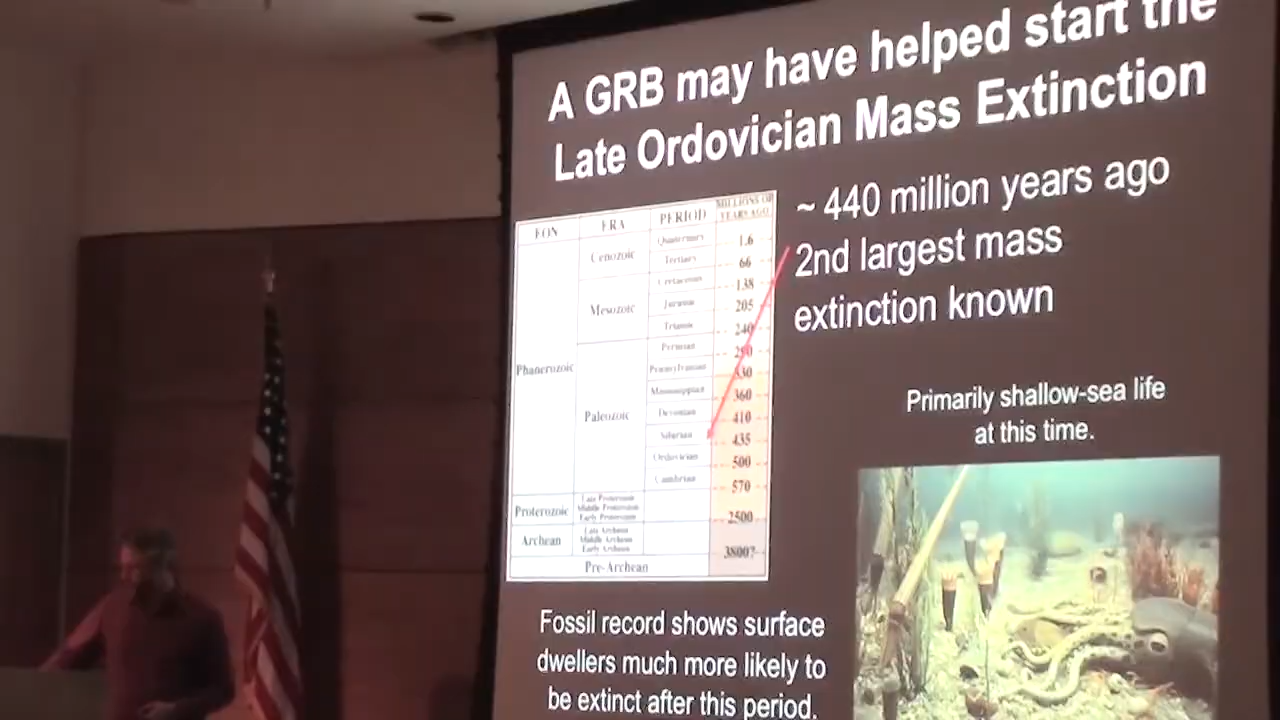 A GRB may have helped start the
Late Ordovician Mass Extinction
~ 440 million years ago
2nd largest mass
extinction known
EON ERA PERIOD MILLIONS OF
YEARS AGO
Phanerozoic
Cenozoic
Quaternary 1.6
Tertiary 66
Mesozoic
Cretaceous 138
Jurassic 205
Triassic 240
Paleozoic
Permian 290
Pennsylvanian 330
Mississippian 360
Devonian 410
Silurian 435
Ordovician 500
Cambrian 570
Proterozoic
Late Proterozoic
Middle Proterozoic
Early Proterozoic
2500
Archean
Late Archean
Middle Archean
Early Archean
3800?
Pre-Archean
Primarily shallow-sea life
at this time.
Fossil record shows surface
dwellers much more likely to
be extinct after this period.